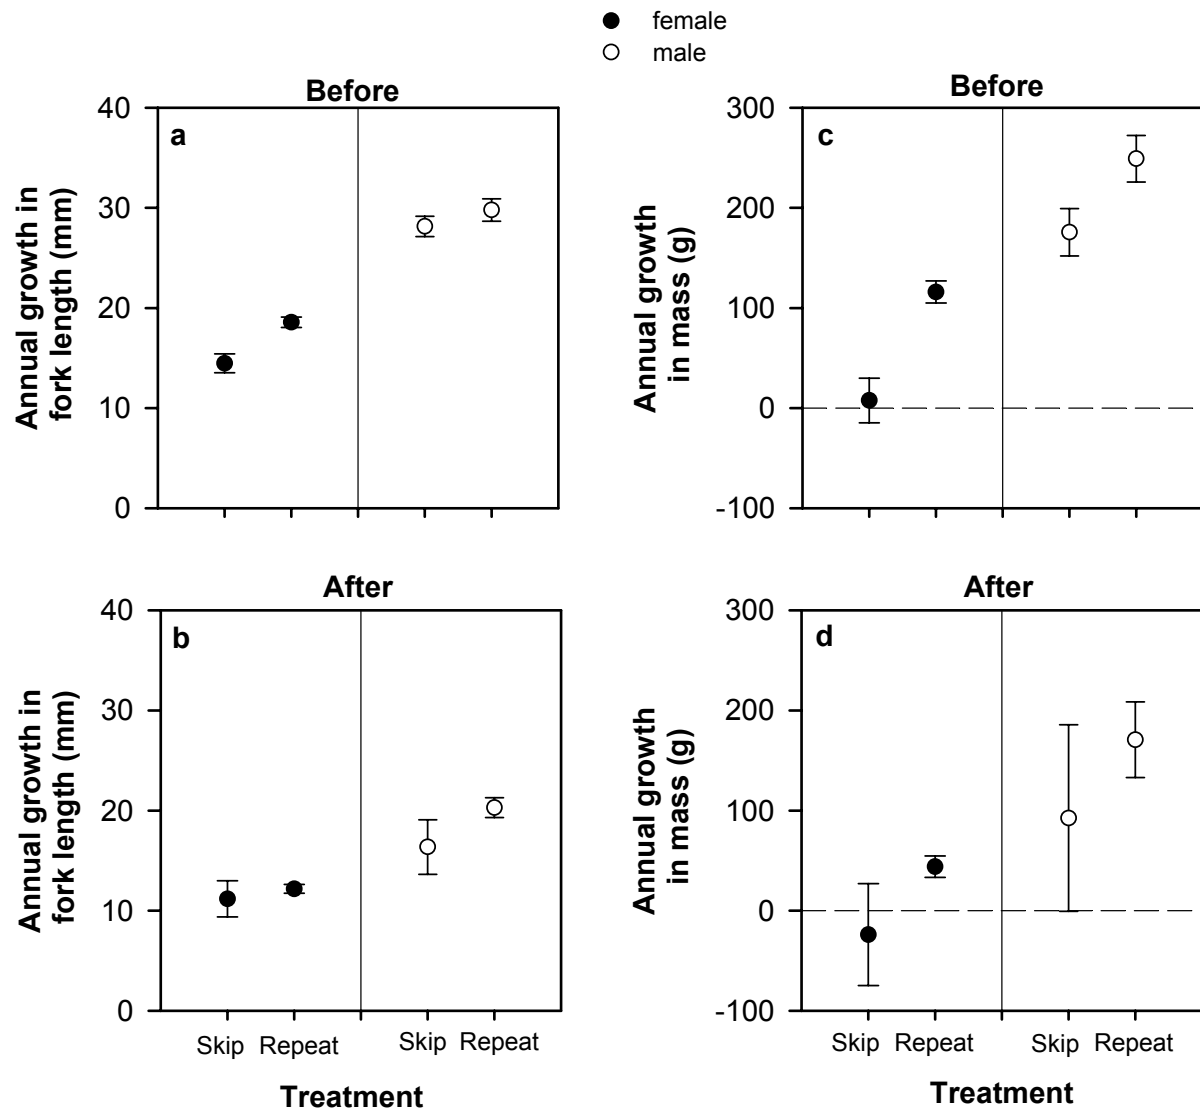 female
male
Before
a
40
30
20
10
0
Annual growth in
fork length (mm)
Before
c
300
200
100
0
-100
Annual growth
in mass (g)
After
b
40
30
20
10
0
Annual growth in
fork length (mm)
Skip Repeat Skip Repeat
Treatment
After
d
300
200
100
0
-100
Annual growth
in mass (g)
Skip Repeat Skip Repeat
Treatment